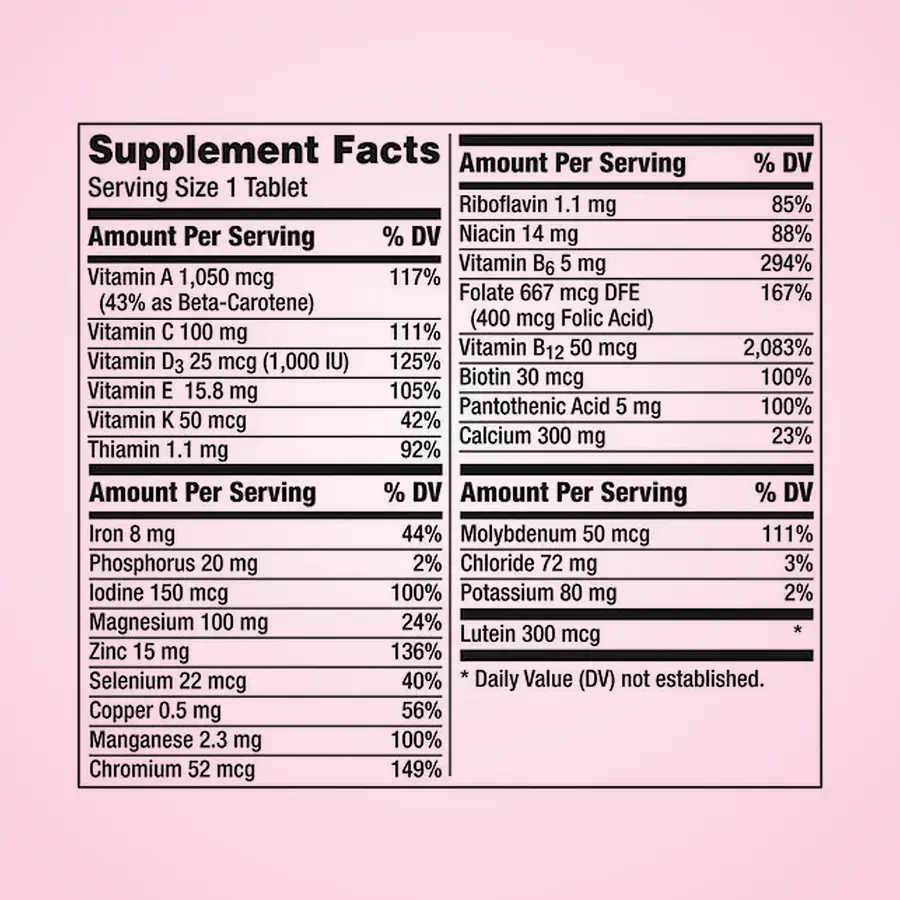 Supplement Facts
Serving Size 1 Tablet
Amount Per Serving % DV
Vitamin A 1,050 mcg 117%
(43% as Beta-Carotene)
Vitamin C 100 mg 111%
Vitamin D3 25 mcg (1,000 IU) 125%
Vitamin E 15.8 mg 105%
Vitamin K 50 mcg 42%
Thiamin 1.1 mg 92%
Amount Per Serving % DV
Iron 8 mg 44%
Phosphorus 20 mg 2%
Iodine 150 mcg 100%
Magnesium 100 mg 24%
Zinc 15 mg 136%
Selenium 22 mcg 40%
Copper 0.5 mg 56%
Manganese 2.3 mg 100%
Chromium 52 mcg 149%
Amount Per Serving % DV
Riboflavin 1.1 mg 85%
Niacin 14 mg 88%
Vitamin B6 5 mg 294%
Folate 667 mcg DFE 167%
(400 mcg Folic Acid)
Vitamin B12 50 mcg 2,083%
Biotin 30 mcg 100%
Pantothenic Acid 5 mg 100%
Calcium 300 mg 23%
Amount Per Serving % DV
Molybdenum 50 mcg 111%
Chloride 72 mg 3%
Potassium 80 mg 2%
Lutein 300 mcg *
* Daily Value (DV) not established.